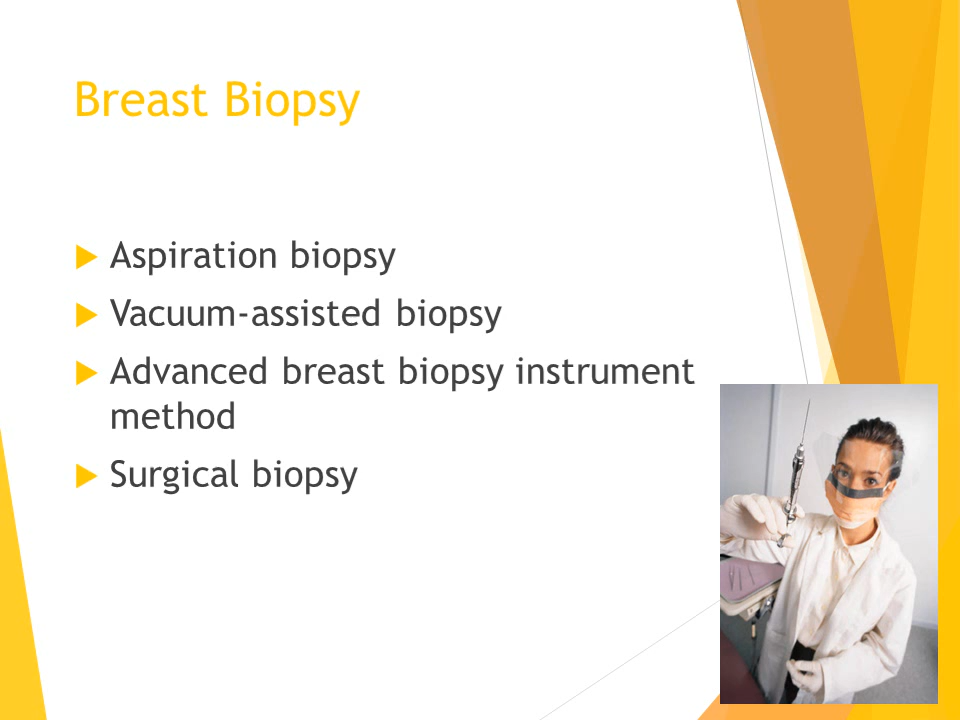 Breast Biopsy
Aspiration biopsy
Vacuum-assisted biopsy
Advanced breast biopsy instrument
method
Surgical biopsy